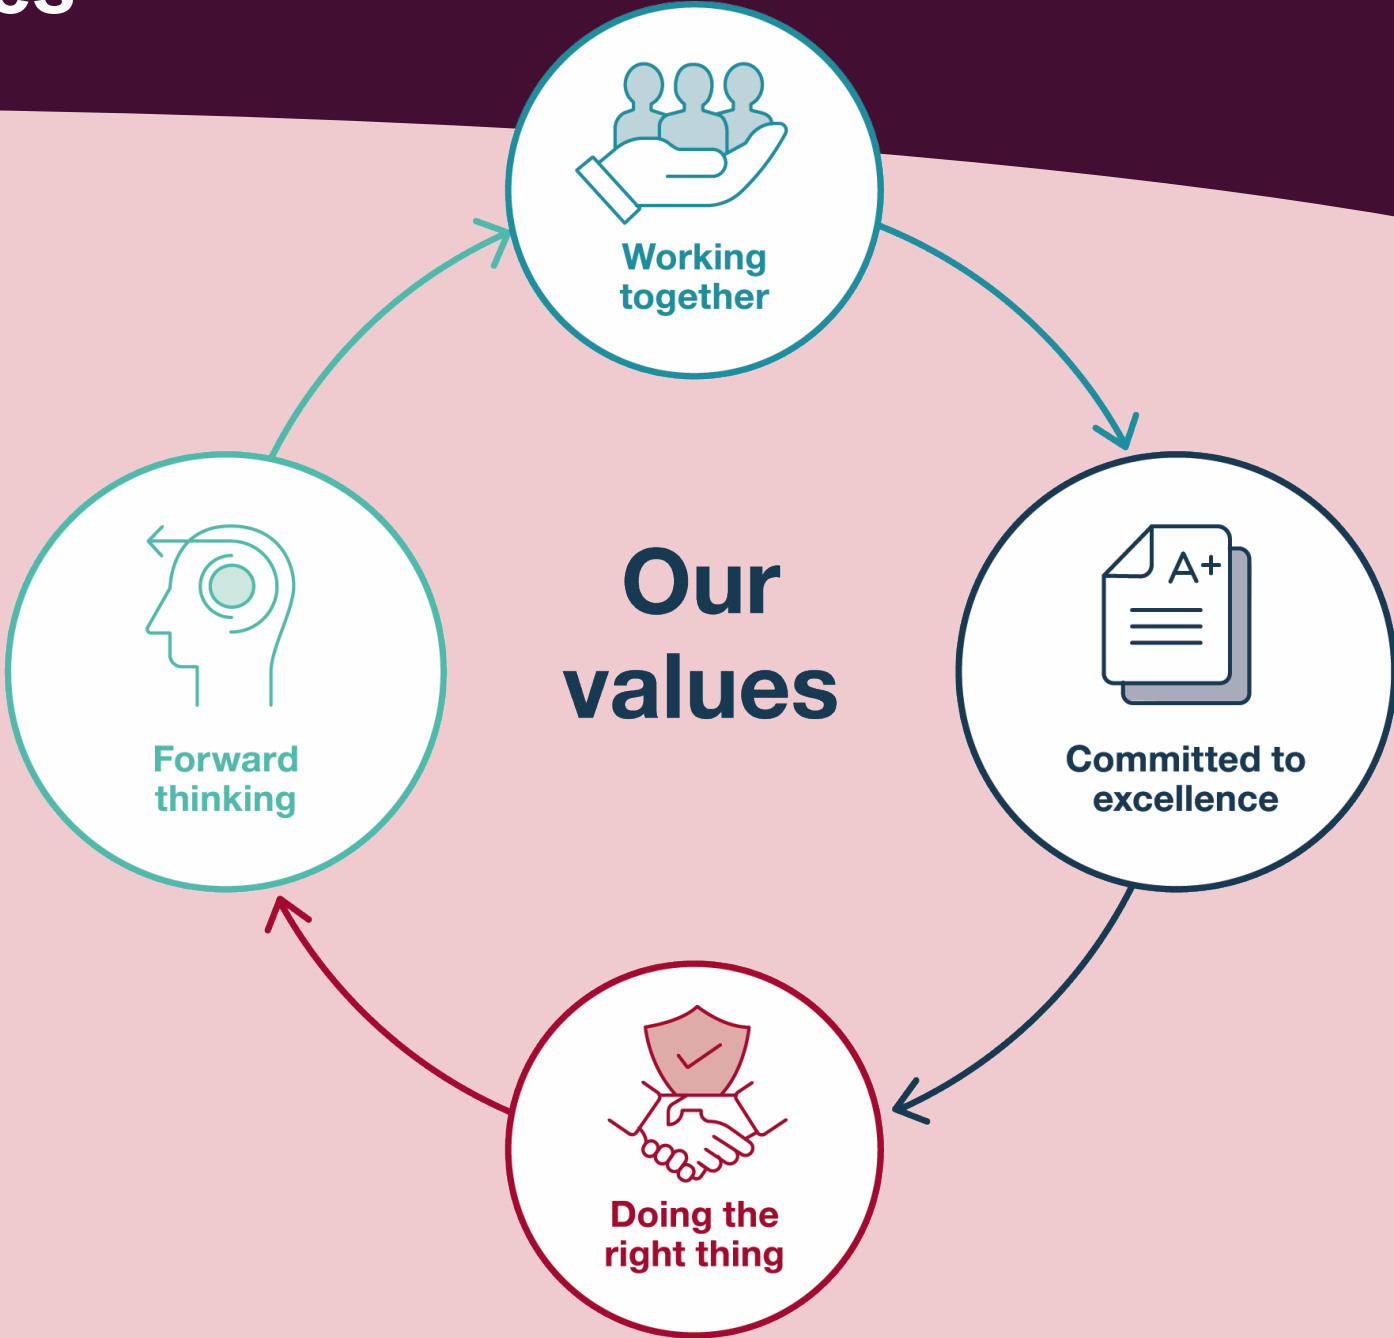 Working
together
Our
values
A+
Committed to
excellence
Forward
thinking
Doing the
right thing